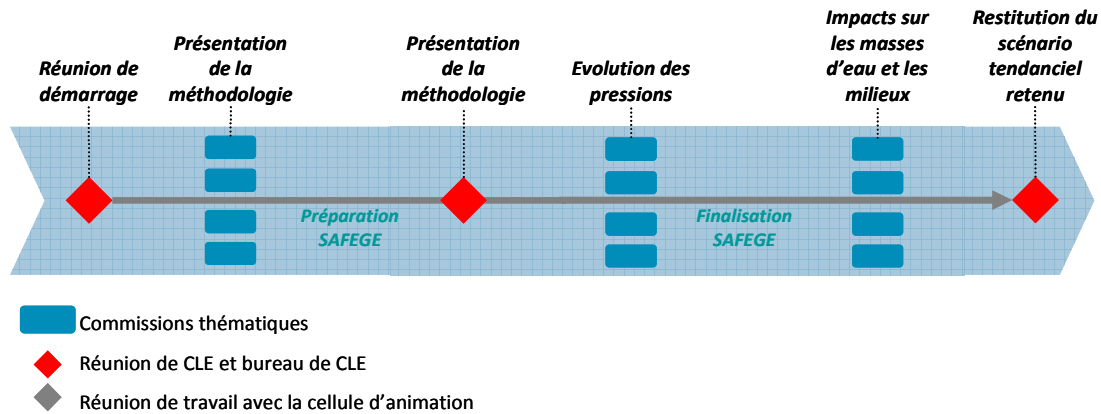 Réunion de
démarrage
Présentation
de la
méthodologie
Présentation
de la
méthodologie
Evolution des
pressions
Impacts sur
les masses
d'eau et les
milieux
Restitution du
scénario
tendanciel
retenu
Préparation
SAFEGE
Finalisation
SAFEGE
Commissions thématiques
Réunion de CLE et bureau de CLE
Réunion de travail avec la cellule d'animation